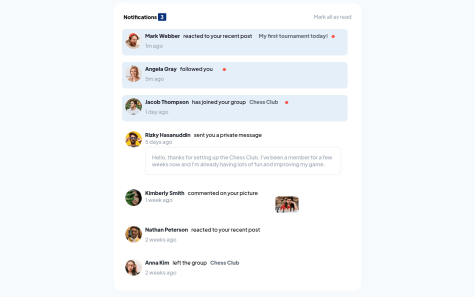 Notifications 3 Mark all as read
Mark Webber reacted to your recent post My first tournament today!
1m ago
Angela Gray followed you
5m ago
Jacob Thompson has joined your group Chess Club
1 day ago
Rizky Hasanuddin sent you a private message
5 days ago
Hello, thanks for setting up the Chess Club. I've been a member for a few
weeks now and I'm already having lots of fun and improving my game.
Kimberly Smith commented on your picture
1 week ago
Nathan Peterson reacted to your recent post
2 weeks ago
Anna Kim left the group Chess Club
2 weeks ago